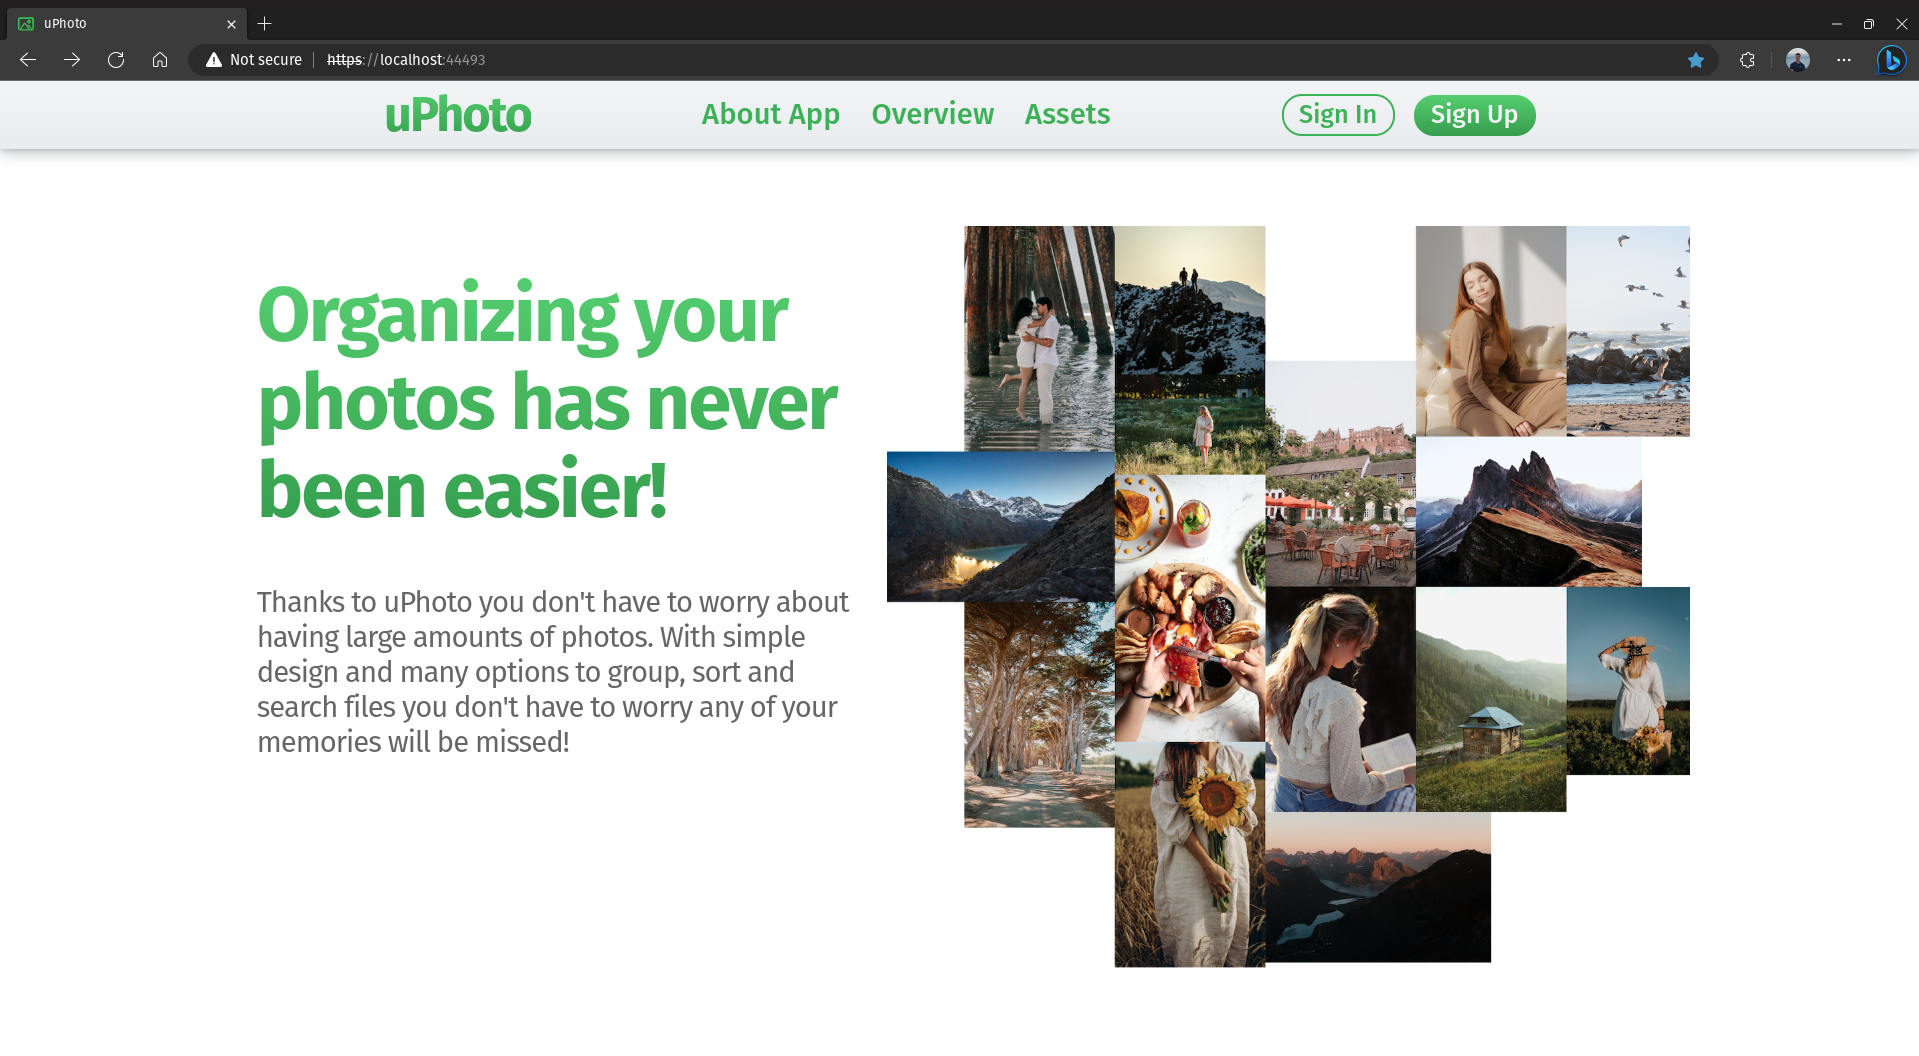 uPhoto
Not secure
https://localhost:44493
uPhoto
About App
Overview
Assets
Sign In
Sign Up
Organizing your
photos has never
been easier!
Thanks to uPhoto you don't have to worry about
having large amounts of photos. With simple
design and many options to group, sort and
search files you don't have to worry any of your
memories will be missed!